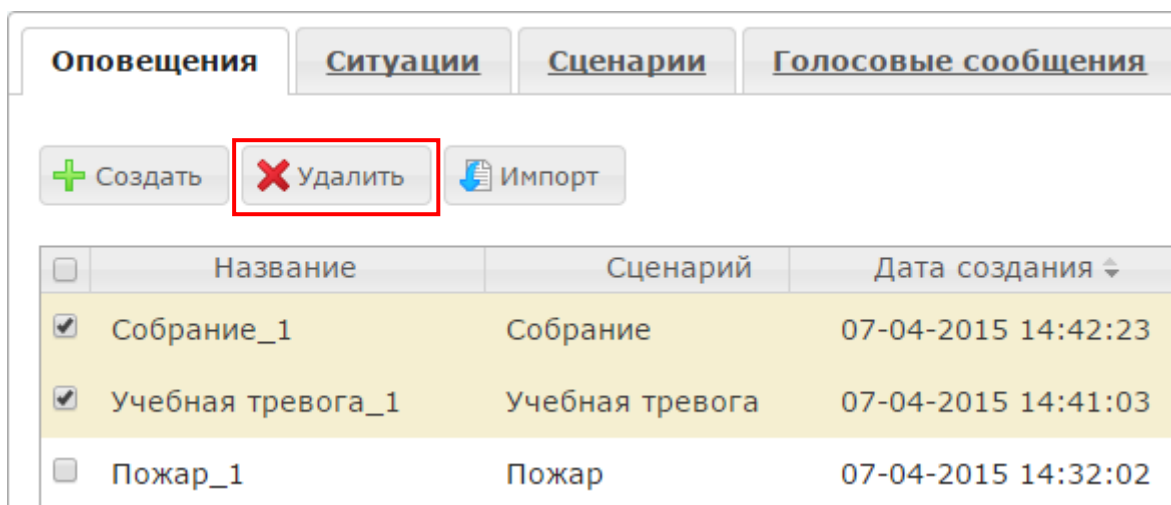 Оповещения Ситуации Сценарии Голосовые сообщения
Создать Удалить Импорт
Название Сценарий Дата создания
Собрание_1 Собрание 07-04-2015 14:42:23
Учебная тревога_1 Учебная тревога 07-04-2015 14:41:03
Пожар_1 Пожар 07-04-2015 14:32:02